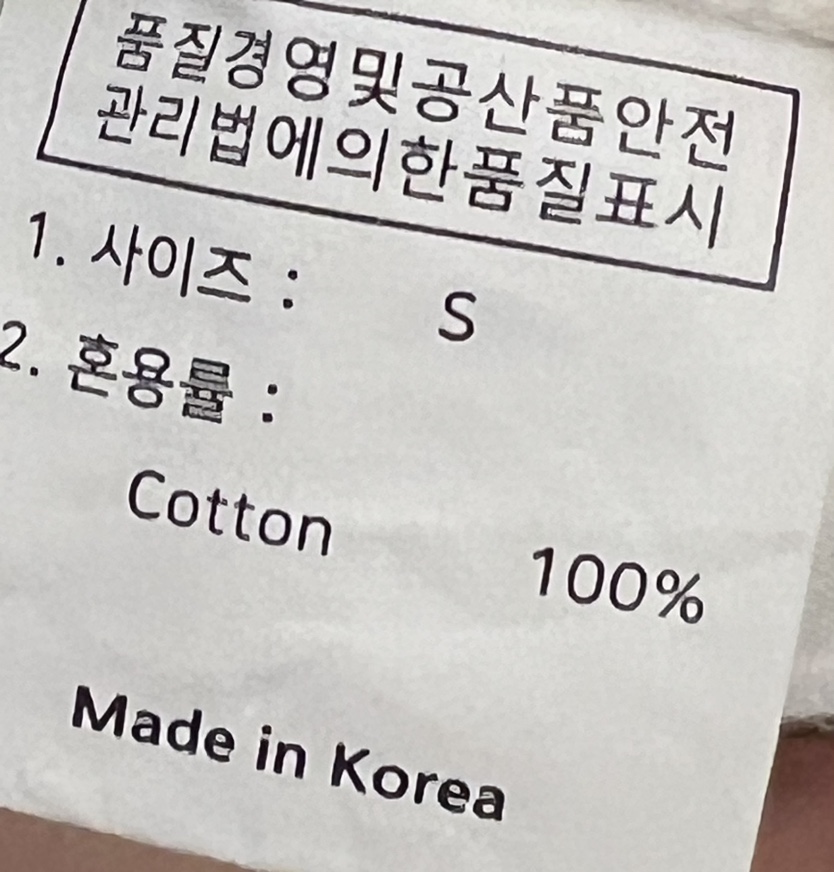 품질경영및공산품안전
관리법에의한품질표시
1. 사이즈 : S
2. 혼용률 :
Cotton 100%
Made in Korea